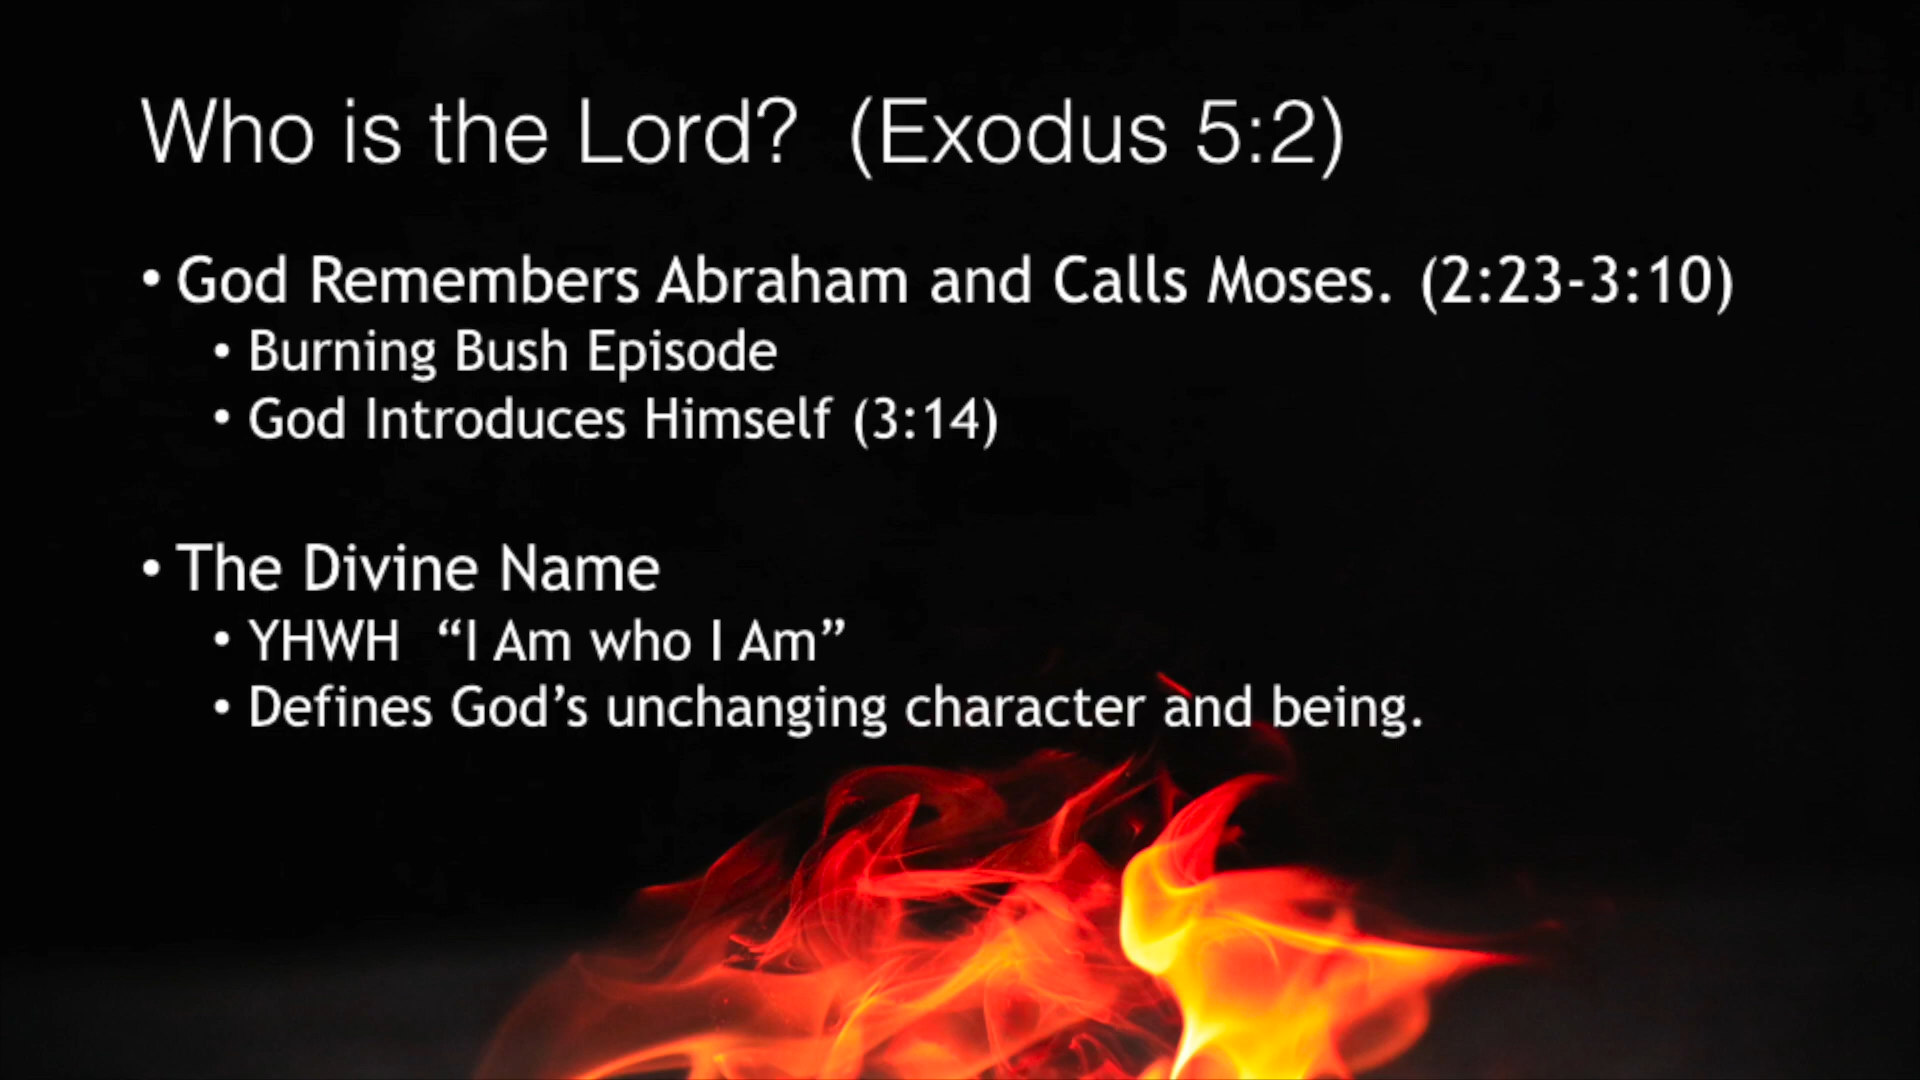 Who is the Lord?  (Exodus 5:2)
• God Remembers Abraham and Calls Moses. (2:23-3:10)
• Burning Bush Episode
• God Introduces Himself (3:14)
• The Divine Name
• YHWH  “I Am who I Am”
• Defines God’s unchanging character and being.